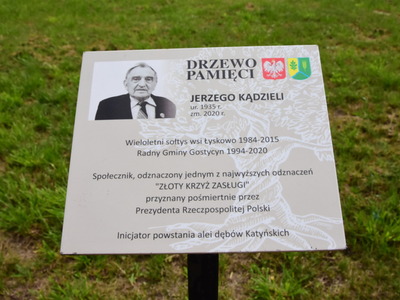 DRZEWO
PAMIĘCI
JERZEGO KĄDZIELI
ur. 1935 r.
zm. 2020 r.
Wieloletni sołtys wsi Łyskowo 1984-2015
Radny Gminy Gostycyn 1994-2020
Społecznik, odznaczony jednym z najwyższych odznaczeń
"ZŁOTY KRZYŻ ZASŁUGI"
przyznany pośmiertnie przez
Prezydenta Rzeczpospolitej Polski
Inicjator powstania alei dębów Katyńskich